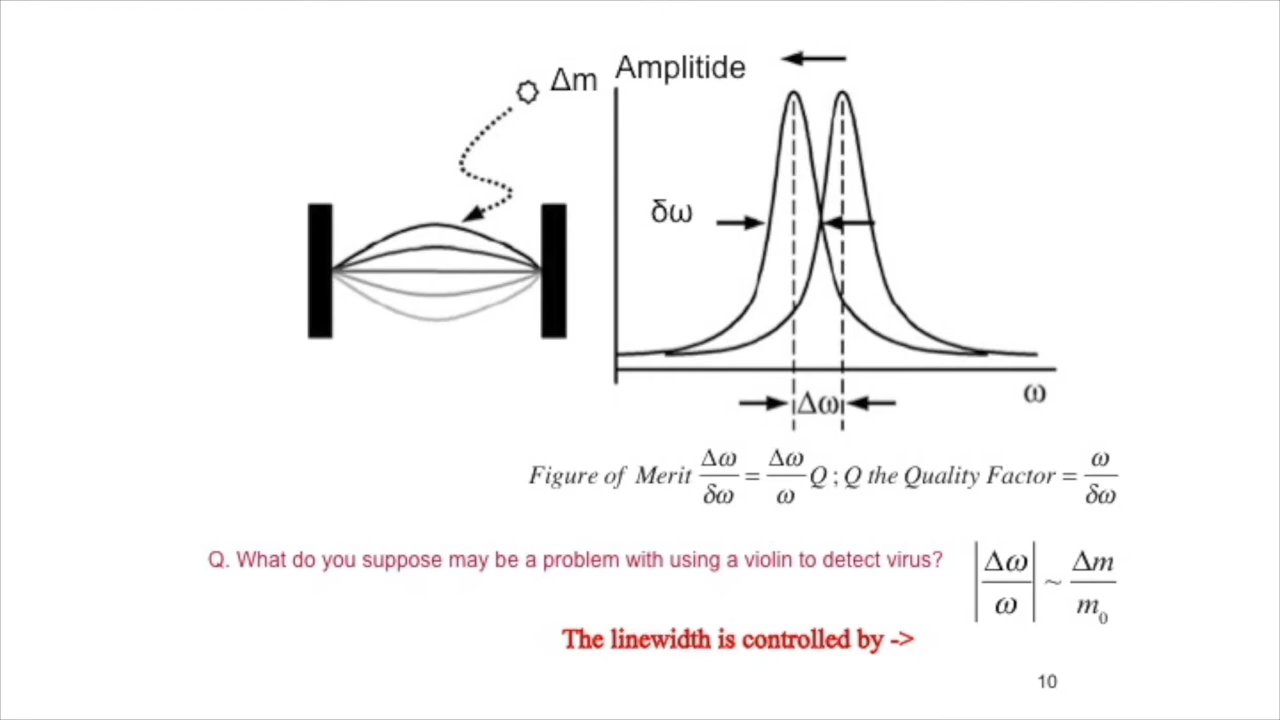 Δm
Amplitide
δω
Δω
ω
Figure of Merit Δω/δω = Δω/ω Q ; Q the Quality Factor = ω/δω
Q. What do you suppose may be a problem with using a violin to detect virus?
|Δω/ω| ~ Δm/m₀
The linewidth is controlled by ->
10